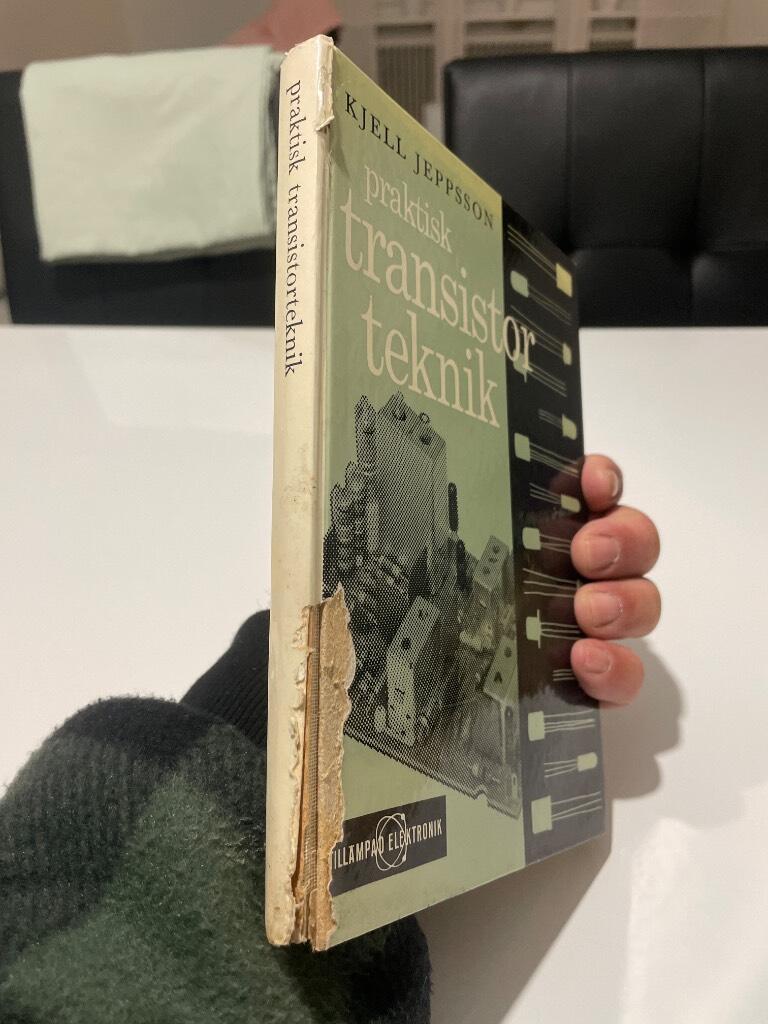 praktisk transistorteknik
KJELL JEPPSSON
praktisk
transistor
teknik
TILLÄMPAD ELEKTRONIK